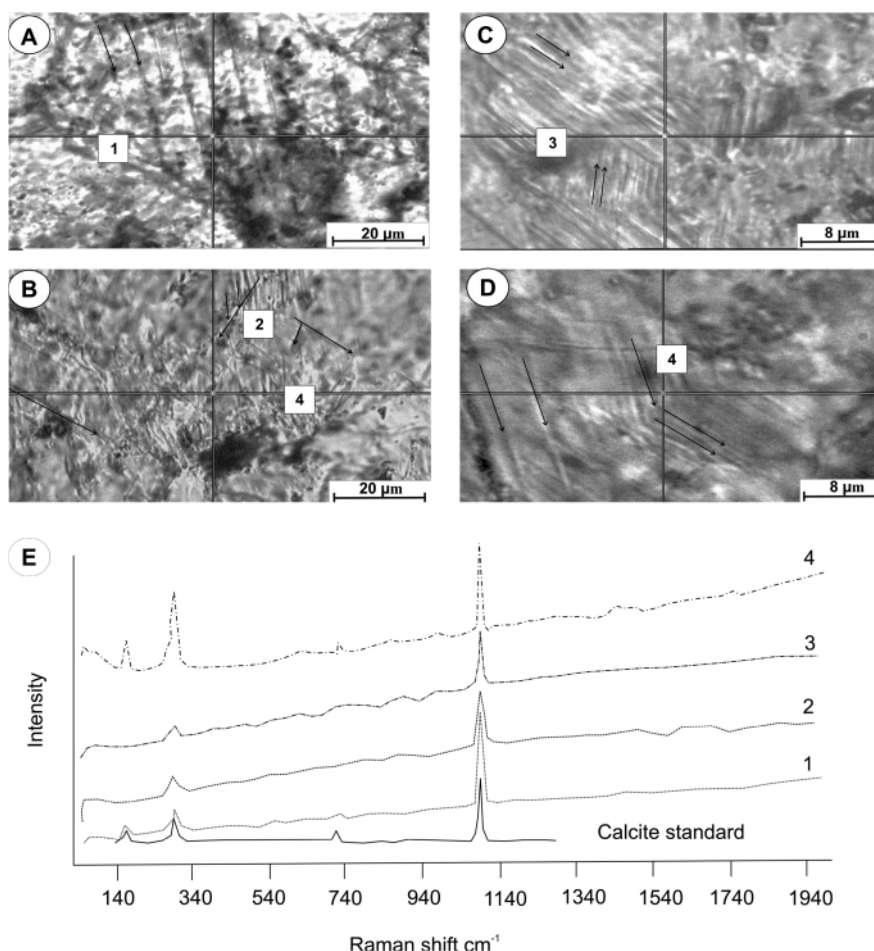 A
1
20 µm
C
3
8 µm
B
2
4
20 µm
D
4
8 µm
E
4
3
2
1
Calcite standard
Intensity
140 340 540 740 940 1140 1340 1540 1740 1940
Raman shift cm⁻¹